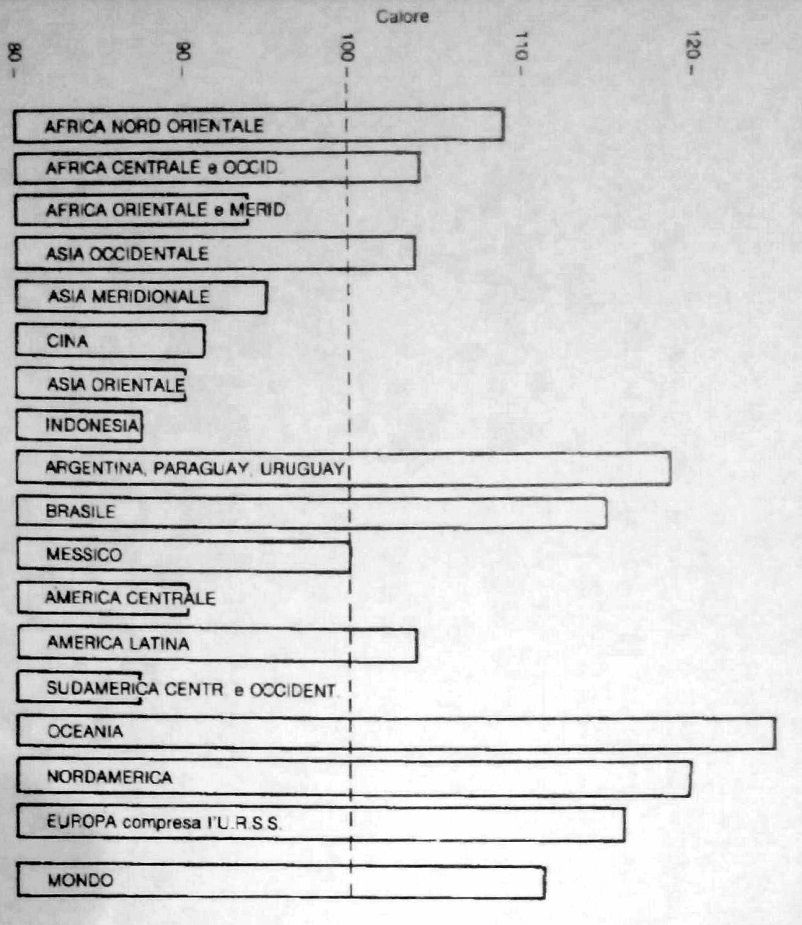 Calore
80 90 100 110 120
AFRICA NORD ORIENTALE
AFRICA CENTRALE e OCCID.
AFRICA ORIENTALE e MERID
ASIA OCCIDENTALE
ASIA MERIDIONALE
CINA
ASIA ORIENTALE
INDONESIA
ARGENTINA, PARAGUAY, URUGUAY
BRASILE
MESSICO
AMERICA CENTRALE
AMERICA LATINA
SUDAMERICA CENTR. e OCCIDENT.
OCEANIA
NORDAMERICA
EUROPA compresa l'U.R.S.S.
MONDO